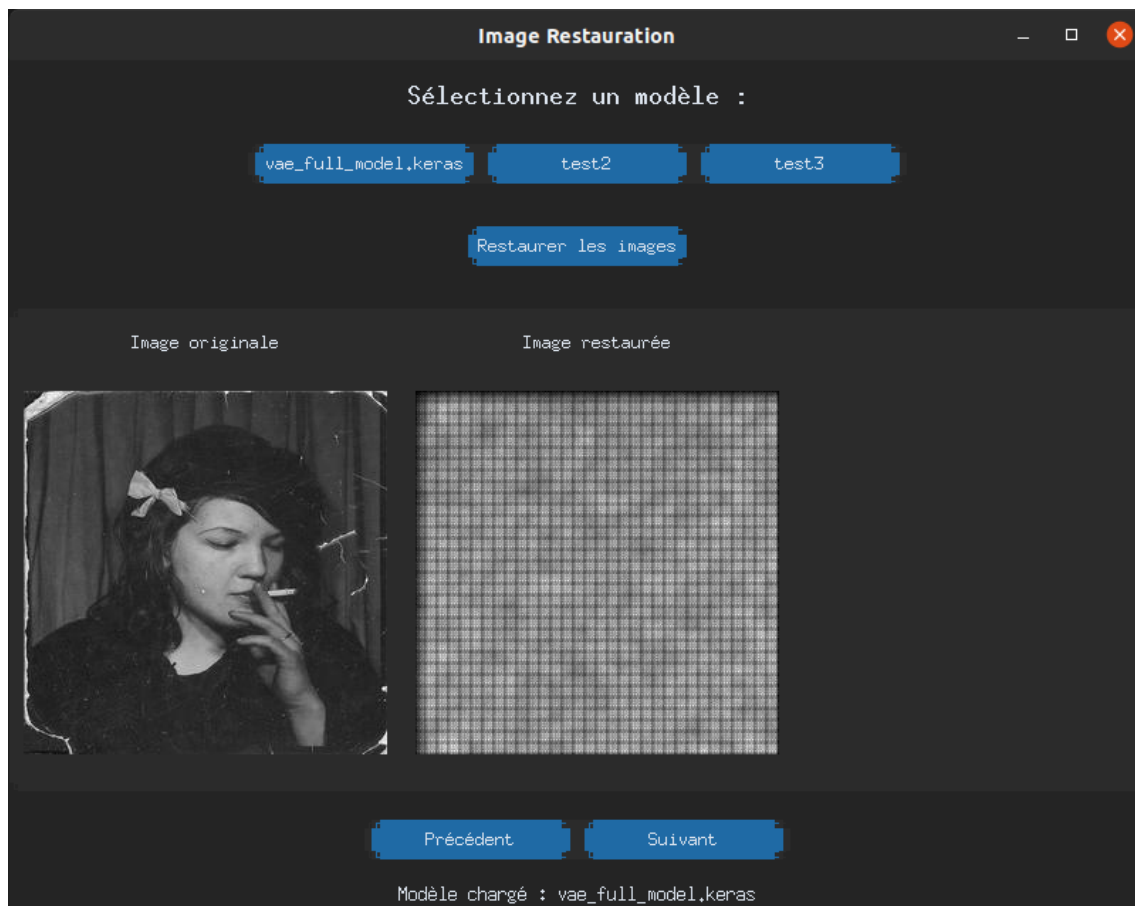 Image Restauration
Sélectionnez un modèle :
vae_full_model.keras test2 test3
Restaurer les images
Image originale Image restaurée
Précédent Suivant
Modèle chargé : vae_full_model.keras